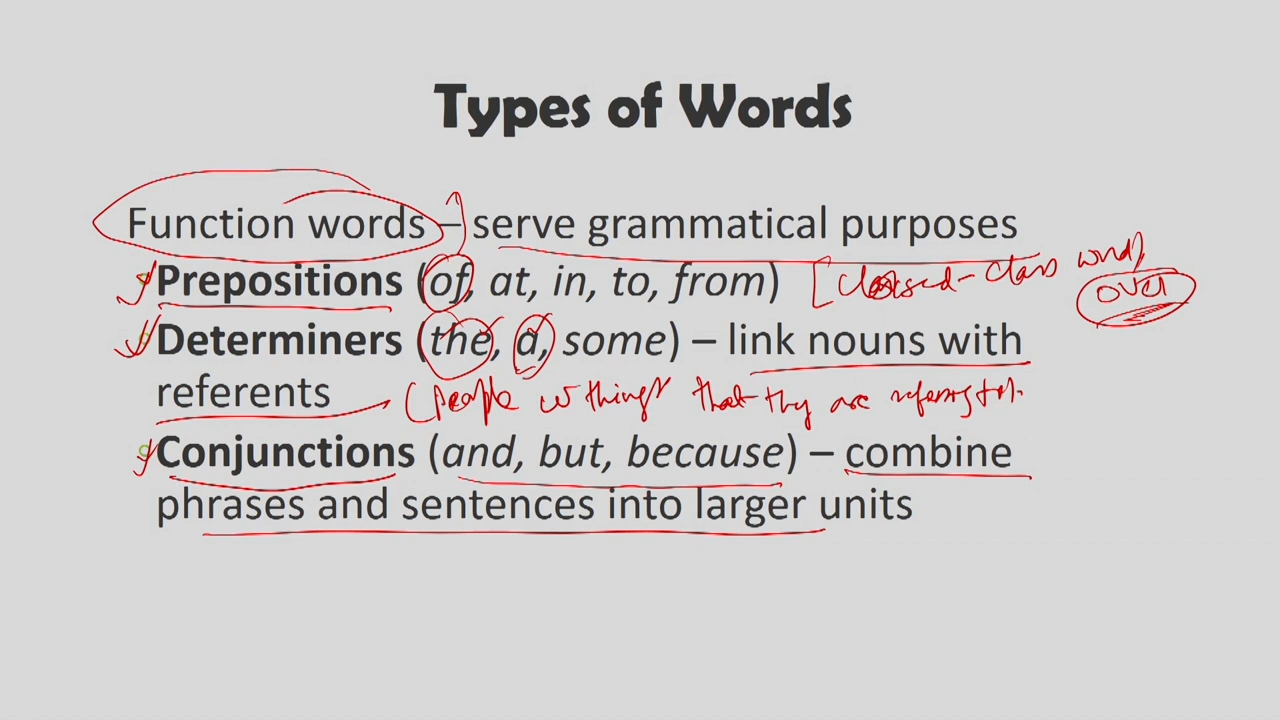 Types of Words
Function words – serve grammatical purposes
Prepositions (of, at, in, to, from) [closed-class words
over
Determiners (the, a, some) – link nouns with
referents (people or things that they are referring to).
Conjunctions (and, but, because) – combine
phrases and sentences into larger units